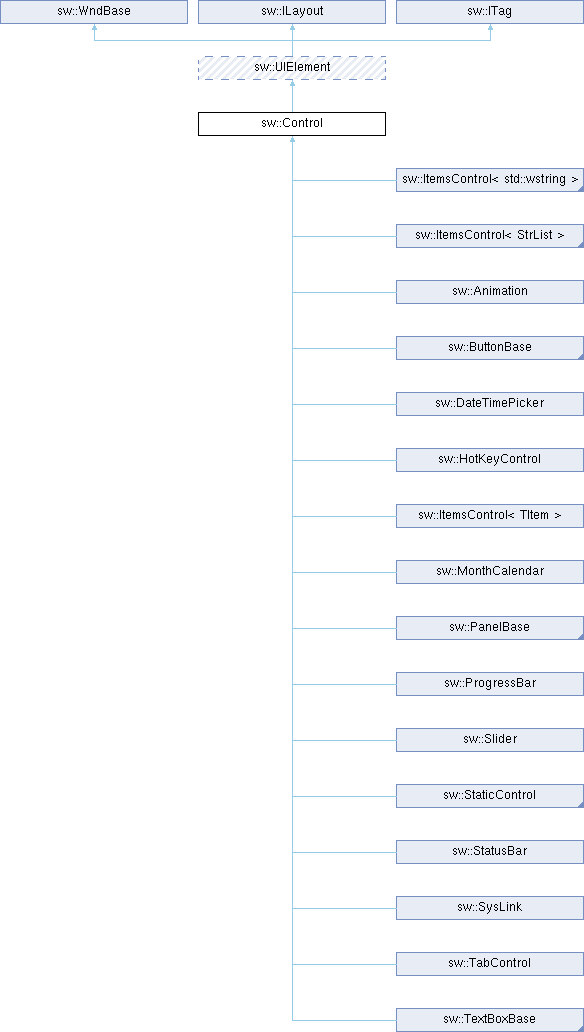 sw::WndBase
sw::ILayout
sw::ITag
sw::UIElement
sw::Control
sw::ItemsControl< std::wstring >
sw::ItemsControl< StrList >
sw::Animation
sw::ButtonBase
sw::DateTimePicker
sw::HotKeyControl
sw::ItemsControl< TItem >
sw::MonthCalendar
sw::PanelBase
sw::ProgressBar
sw::Slider
sw::StaticControl
sw::StatusBar
sw::SysLink
sw::TabControl
sw::TextBoxBase